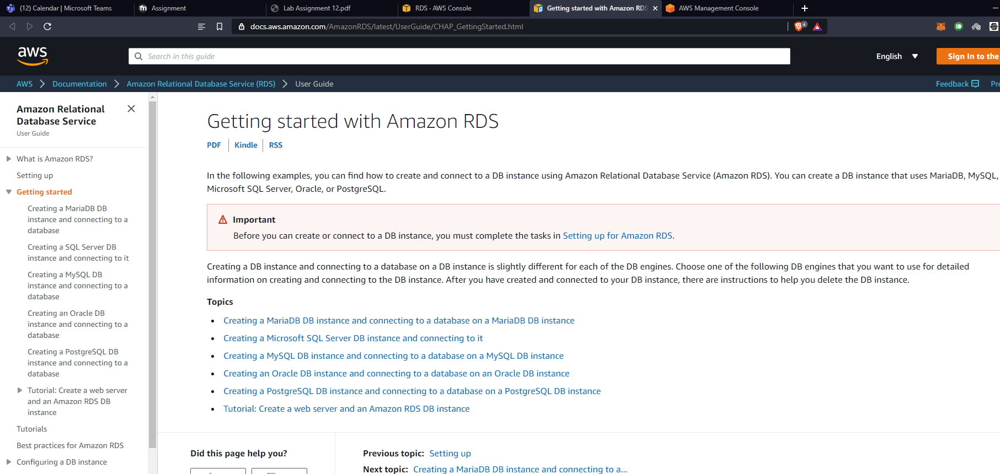 (12) Calendar | Microsoft Teams
Assignment
Lab Assignment 12.pdf
RDS · AWS Console
Getting started with Amazon RDS
AWS Management Console
docs.aws.amazon.com/AmazonRDS/latest/UserGuide/CHAP_GettingStarted.html
4
aws
Search in this guide
English
Sign In to the
AWS
Documentation
Amazon Relational Database Service (RDS)
User Guide
Feedback
Pre
Amazon Relational
Database Service
User Guide
What is Amazon RDS?
Setting up
Getting started
Creating a MariaDB DB
instance and connecting to a
database
Creating a SQL Server DB
instance and connecting to it
Creating a MySQL DB
instance and connecting to a
database
Creating an Oracle DB
instance and connecting to a
database
Creating a PostgreSQL DB
instance and connecting to a
database
Tutorial: Create a web server
and an Amazon RDS DB
instance
Tutorials
Best practices for Amazon RDS
Configuring a DB instance
Getting started with Amazon RDS
PDF
Kindle
RSS
In the following examples, you can find how to create and connect to a DB instance using Amazon Relational Database Service (Amazon RDS). You can create a DB instance that uses MariaDB, MySQL,
Microsoft SQL Server, Oracle, or PostgreSQL.
Important
Before you can create or connect to a DB instance, you must complete the tasks in Setting up for Amazon RDS.
Creating a DB instance and connecting to a database on a DB instance is slightly different for each of the DB engines. Choose one of the following DB engines that you want to use for detailed
information on creating and connecting to the DB instance. After you have created and connected to your DB instance, there are instructions to help you delete the DB instance.
Topics
• Creating a MariaDB DB instance and connecting to a database on a MariaDB DB instance
• Creating a Microsoft SQL Server DB instance and connecting to it
• Creating a MySQL DB instance and connecting to a database on a MySQL DB instance
• Creating an Oracle DB instance and connecting to a database on an Oracle DB instance
• Creating a PostgreSQL DB instance and connecting to a database on a PostgreSQL DB instance
• Tutorial: Create a web server and an Amazon RDS DB instance
Did this page help you?
Previous topic: Setting up
Next topic: Creating a MariaDB DB instance and connecting to a...